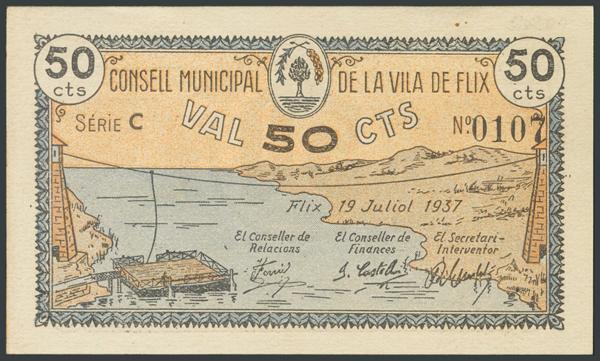 50 cts
50 cts
CONSELL MUNICIPAL DE LA VILA DE FLIX
SÈRIE C
VAL 50 CTS
Nº 0107
Flix 19 Juliol 1937
El Conseller de Relacions
El Conseller de Finances
El Secretari-Interventor